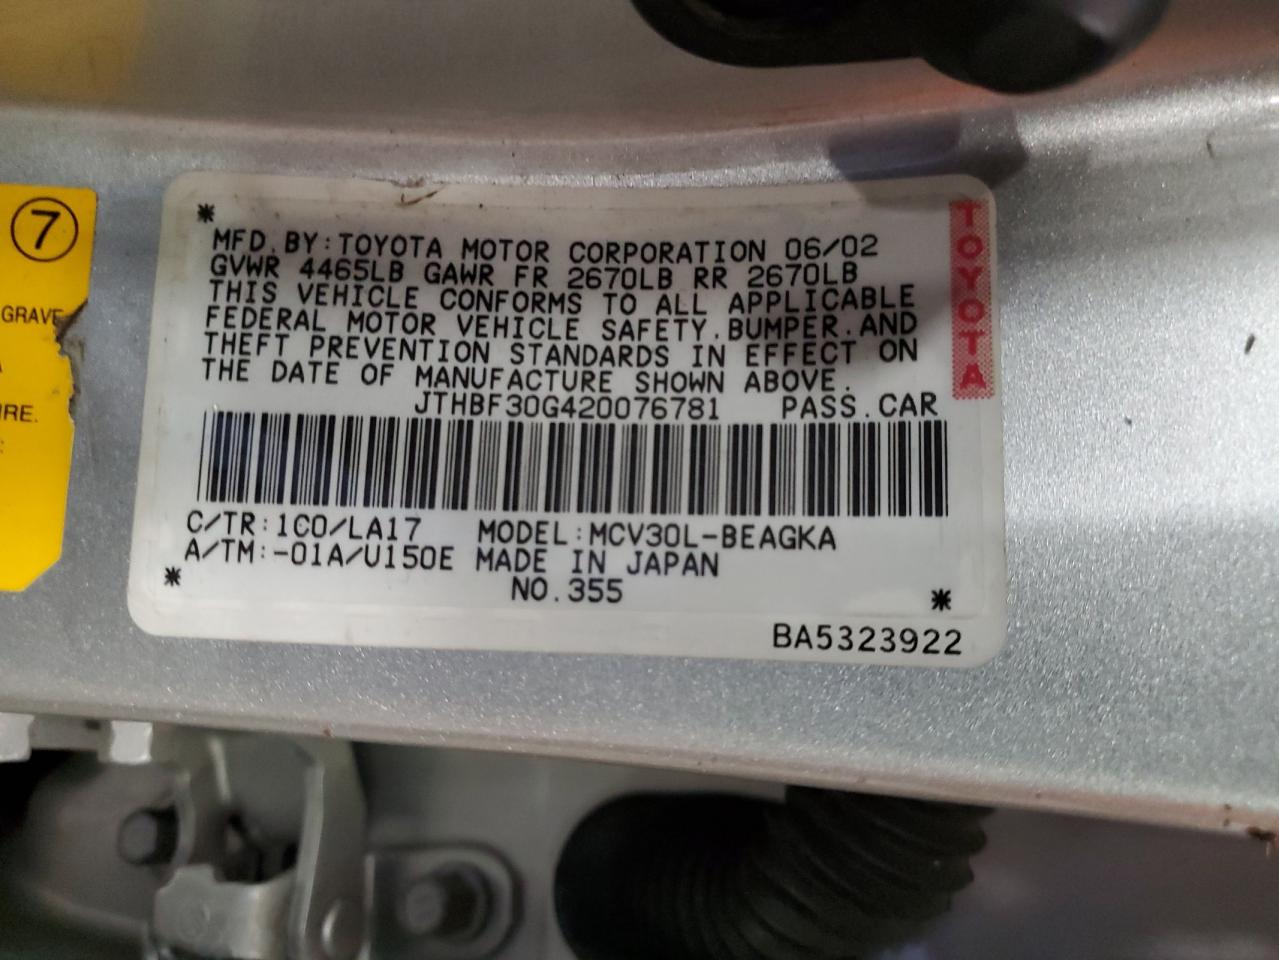 7
GRAVE
IRE.
*
MFD. BY: TOYOTA MOTOR CORPORATION 06/02
GVWR 4465LB GAWR FR 2670LB RR 2670LB
THIS VEHICLE CONFORMS TO ALL APPLICABLE
FEDERAL MOTOR VEHICLE SAFETY. BUMPER. AND
THEFT PREVENTION STANDARDS IN EFFECT ON
THE DATE OF MANUFACTURE SHOWN ABOVE.
JTHBF30G420076781 PASS. CAR
TOYOTA
C/TR: 1C0/LA17 MODEL: MCV30L-BEAGKA
A/TM: -01A/U150E MADE IN JAPAN
* NO. 355 *
BA5323922